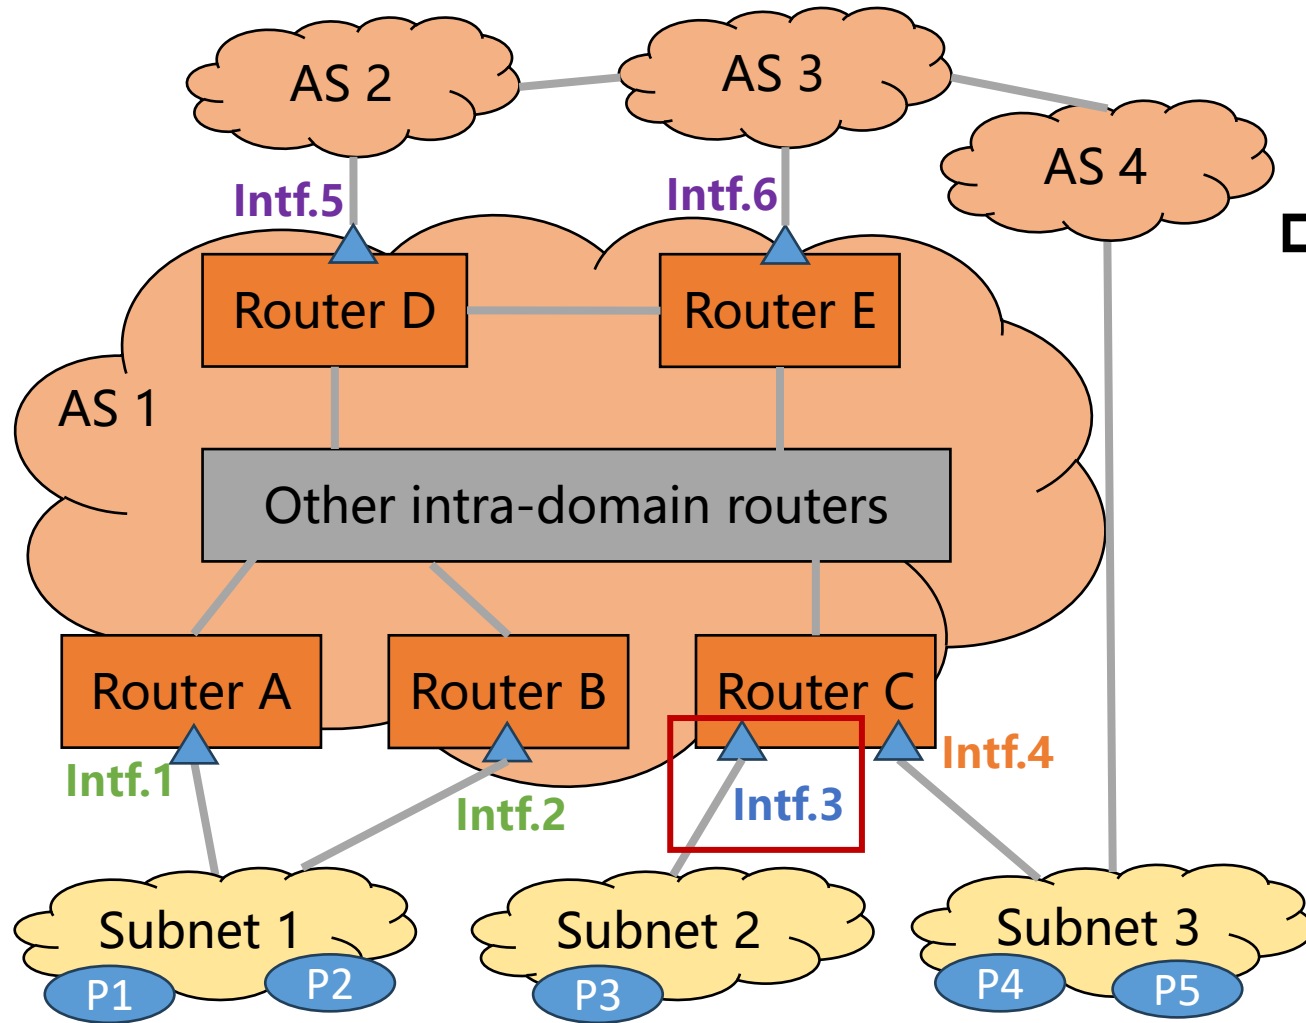 AS 2
AS 3
AS 4
Intf.5
Intf.6
Router D
Router E
AS 1
Other intra-domain routers
Router A
Router B
Router C
Intf.1
Intf.2
Intf.3
Intf.4
Subnet 1
Subnet 2
Subnet 3
P1
P2
P3
P4
P5